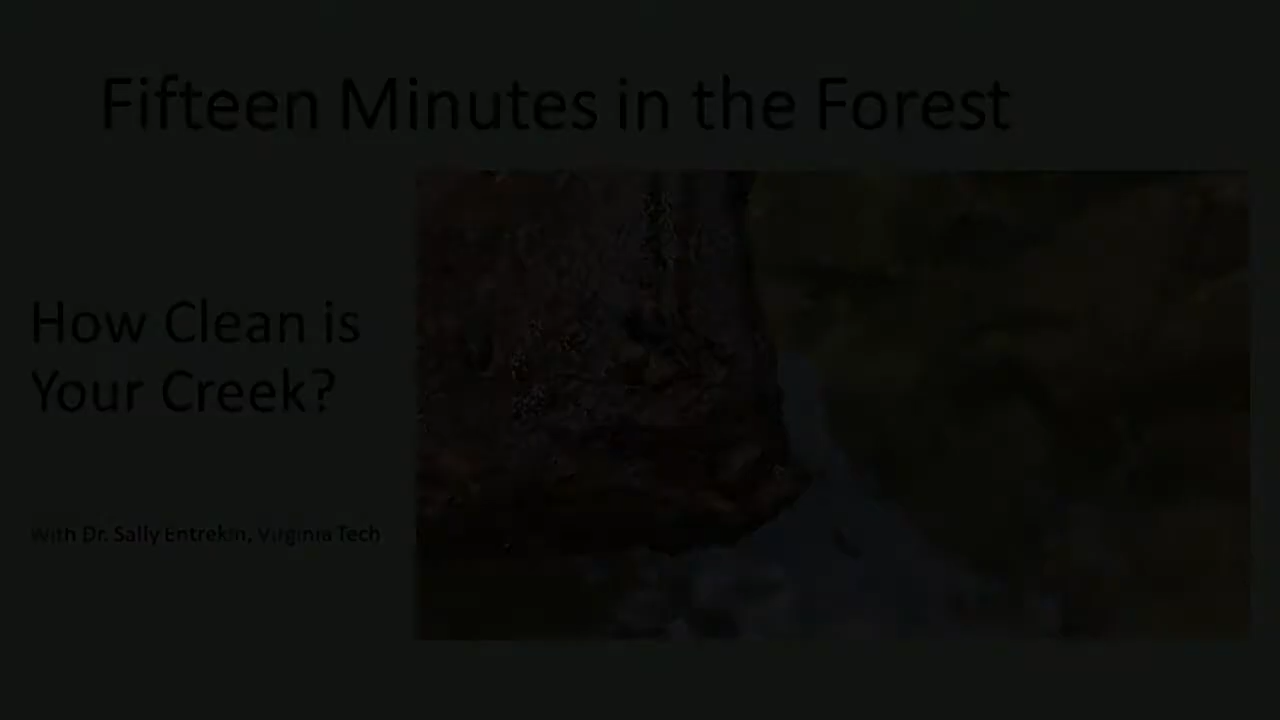 Fifteen Minutes in the Forest
How Clean is
Your Creek?
with Dr. Sally Entrekin, Virginia Tech